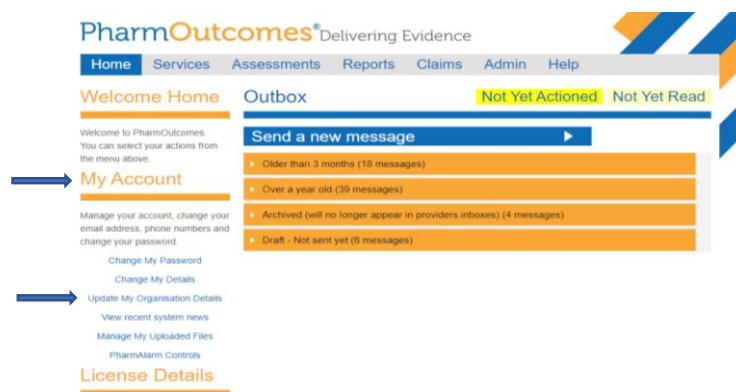 PharmOutcomes® Delivering Evidence
Home Services Assessments Reports Claims Admin Help
Welcome Home
Welcome to PharmOutcomes.
You can select your actions from
the menu above.
My Account
Manage your account, change your
email address, phone numbers and
change your password.
Change My Password
Change My Details
Update My Organisation Details
View recent system news
Manage My Uploaded Files
PharmAlarm Controls
License Details
Outbox
Not Yet Actioned Not Yet Read
Send a new message
Older than 3 months (18 messages)
Over a year old (39 messages)
Archived (will no longer appear in providers inboxes) (4 messages)
Draft - Not sent yet (6 messages)